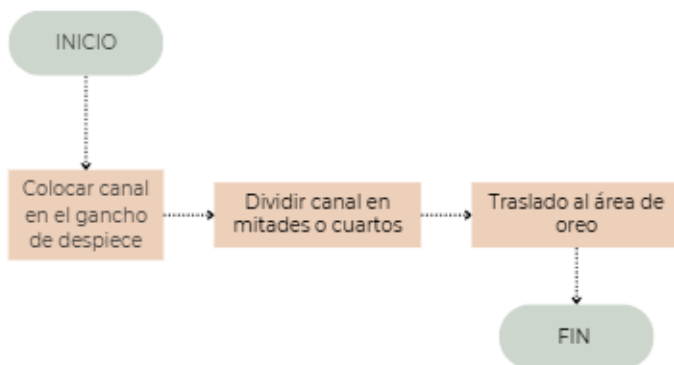 INICIO
Colocar canal
en el gancho
de despiece
Dividir canal en
mitades o cuartos
Traslado al área de
oreo
FIN